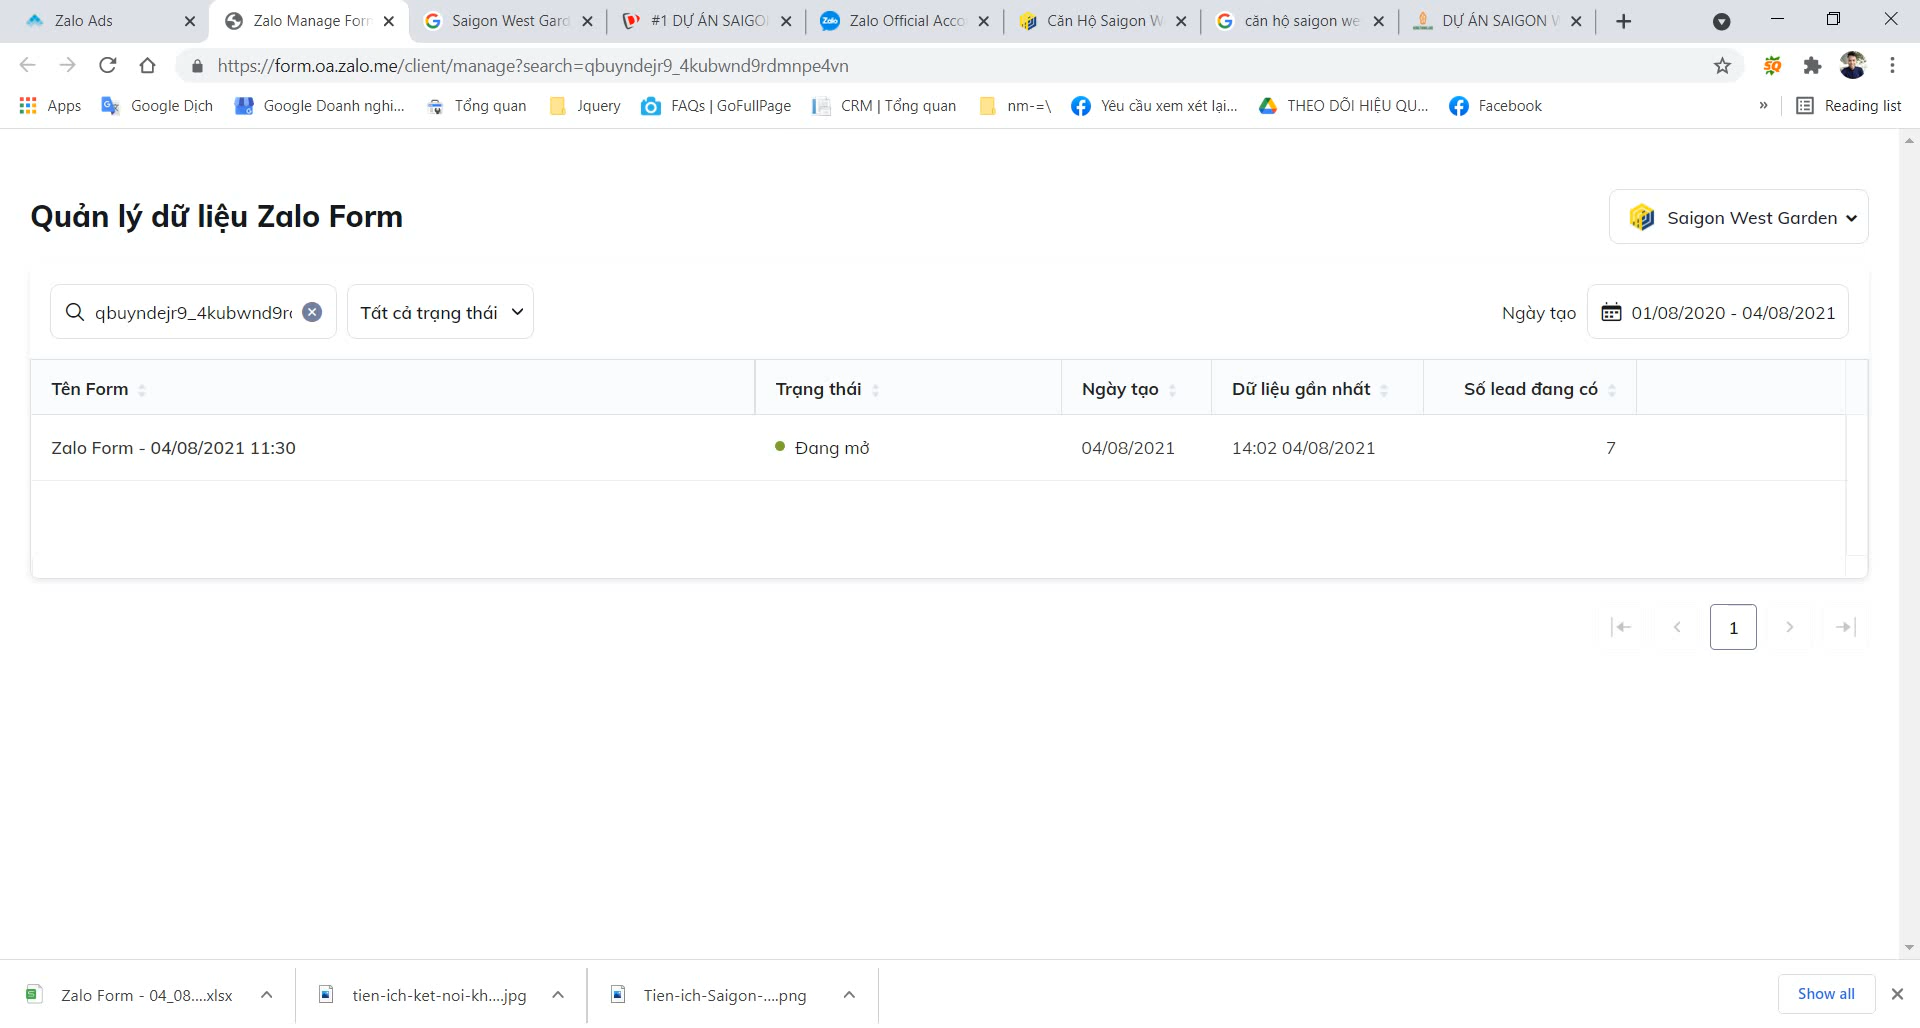 Zalo Ads
Zalo Manage Form
Saigon West Gard
#1 DỰ ÁN SAIGO
Zalo Official Acco
Căn Hộ Saigon W
căn hộ saigon we
DỰ ÁN SAIGON W
https://form.oa.zalo.me/client/manage?search=qbuyndejr9_4kubwnd9rdmnpe4vn
Apps
Google Dịch
Google Doanh nghi...
Tổng quan
Jquery
FAQs | GoFullPage
CRM | Tổng quan
nm-=\
Yêu cầu xem xét lại...
THEO DÕI HIỆU QU...
Facebook
»
Reading list
Quản lý dữ liệu Zalo Form
Saigon West Garden
qbuyndejr9_4kubwnd9r
Tất cả trạng thái
Ngày tạo
01/08/2020 - 04/08/2021
Tên Form
Trạng thái
Ngày tạo
Dữ liệu gần nhất
Số lead đang có
Zalo Form - 04/08/2021 11:30
Đang mở
04/08/2021
14:02 04/08/2021
7
1
Zalo Form - 04_08....xlsx
tien-ich-ket-noi-kh....jpg
Tien-ich-Saigon-....png
Show all